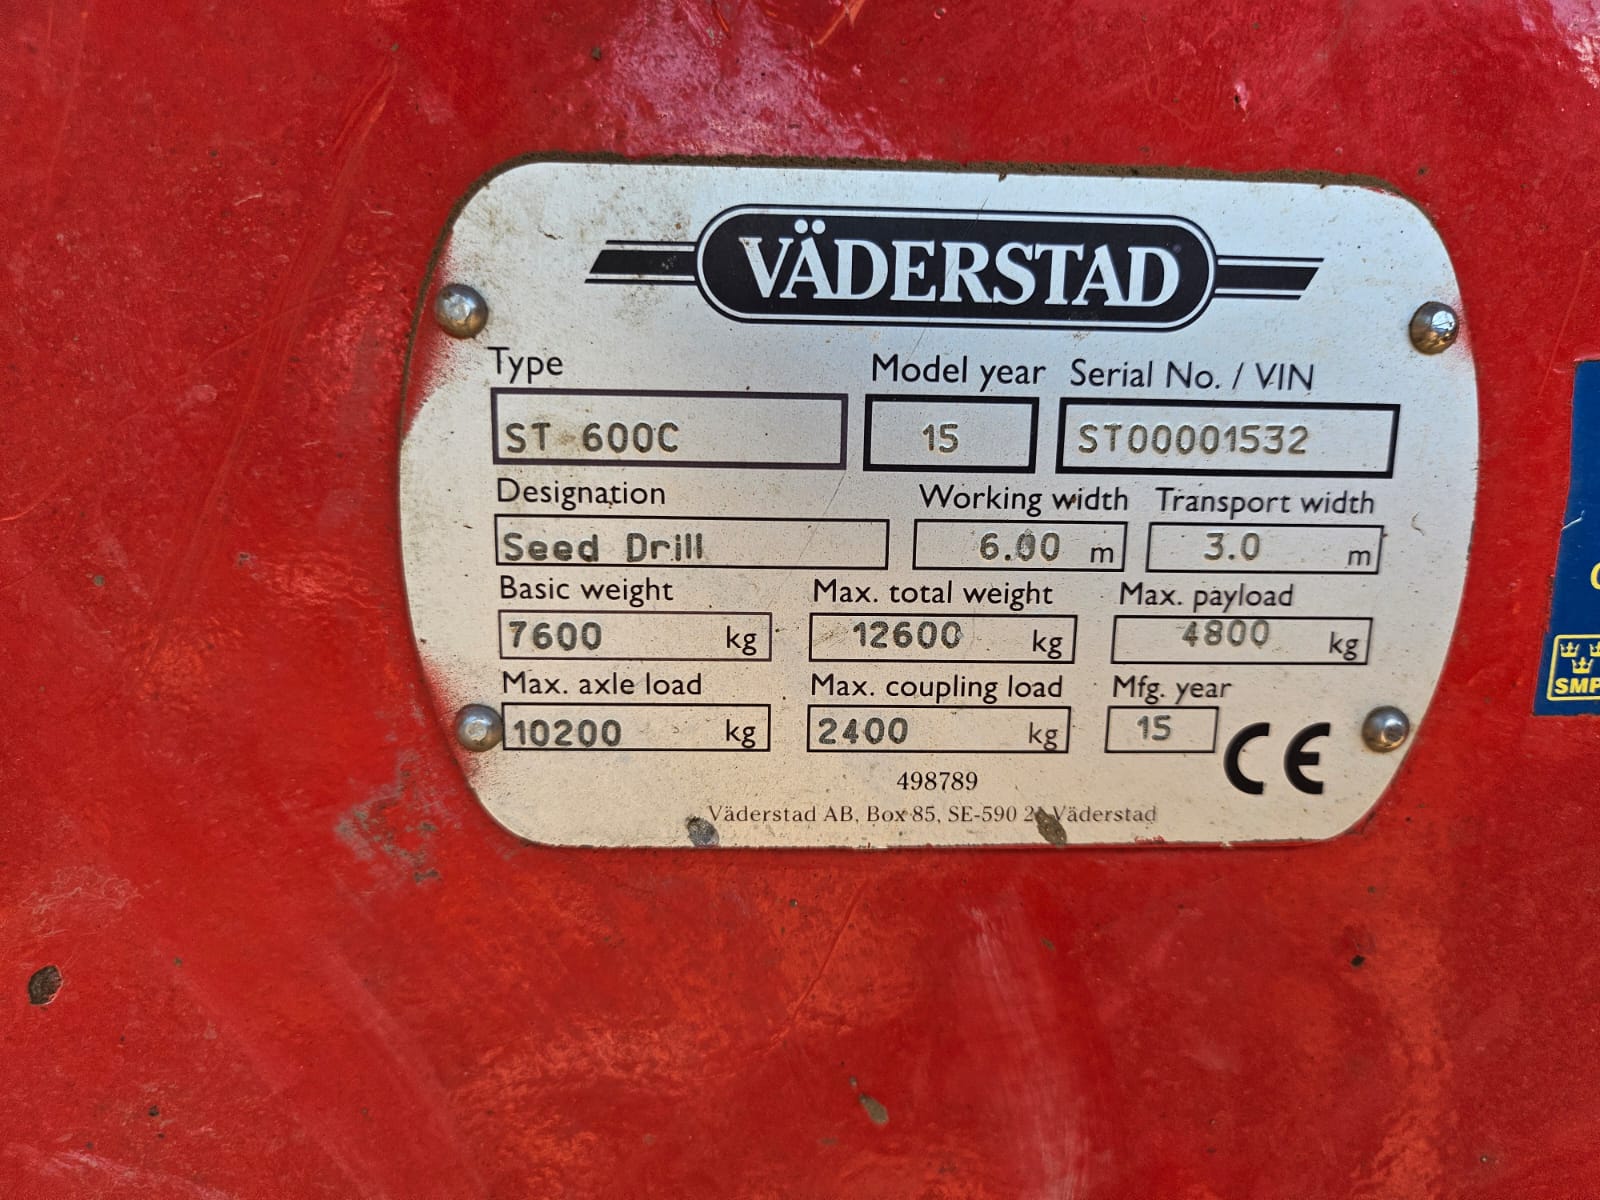 VÄDERSTAD
Type Model year Serial No. / VIN
ST 600C 15 ST00001532
Designation Working width Transport width
Seed Drill 6.00 m 3.0 m
Basic weight Max. total weight Max. payload
7600 kg 12600 kg 4800 kg
Max. axle load Max. coupling load Mfg. year
10200 kg 2400 kg 15
CE
498789
Väderstad AB, Box 85, SE-590 21 Väderstad
SMP